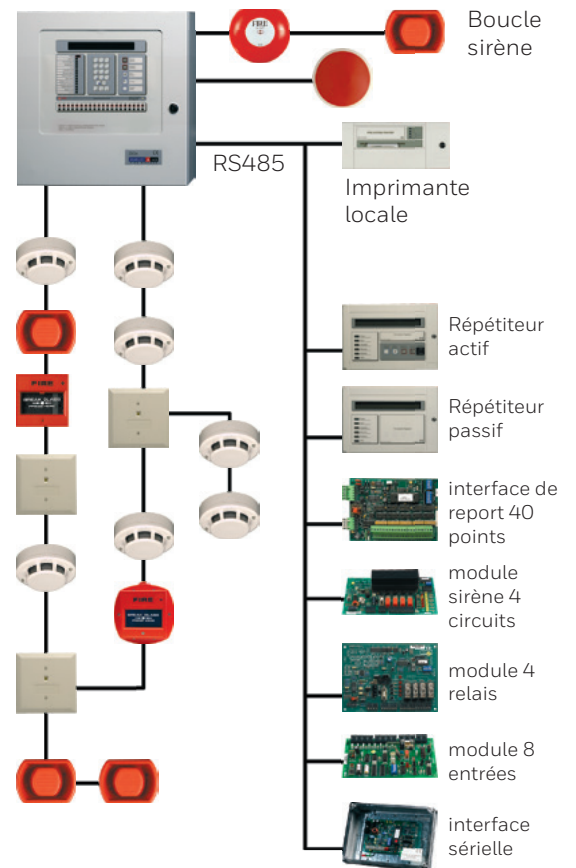 FIRE
Boucle
sirène
RS485
Imprimante
locale
Répétiteur
actif
FIRE
Répétiteur
passif
interface de
report 40
points
module
sirène 4
circuits
FIRE
module 4
relais
module 8
entrées
interface
sérielle